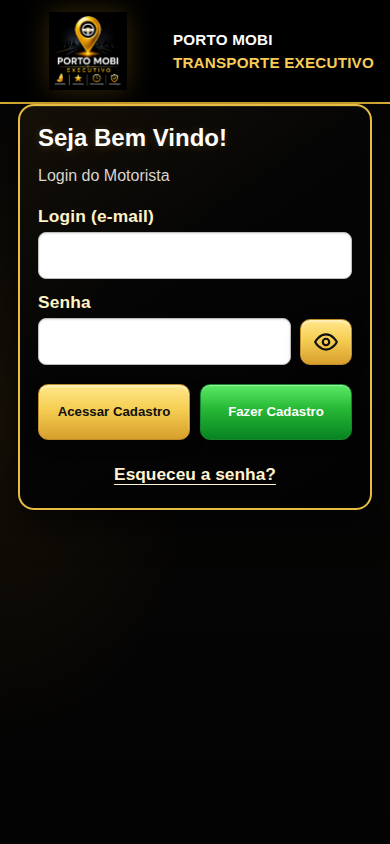 PORTO MOBI
EXECUTIVO
PORTO MOBI
TRANSPORTE EXECUTIVO
Seja Bem Vindo!
Login do Motorista
Login (e-mail)
Senha
Acessar Cadastro
Fazer Cadastro
Esqueceu a senha?